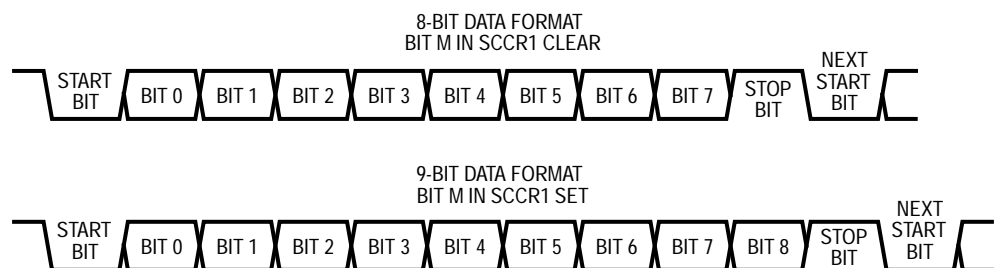 8-BIT DATA FORMAT
BIT M IN SCCR1 CLEAR
START BIT
BIT 0
BIT 1
BIT 2
BIT 3
BIT 4
BIT 5
BIT 6
BIT 7
STOP BIT
NEXT START BIT
9-BIT DATA FORMAT
BIT M IN SCCR1 SET
START BIT
BIT 0
BIT 1
BIT 2
BIT 3
BIT 4
BIT 5
BIT 6
BIT 7
BIT 8
STOP BIT
NEXT START BIT